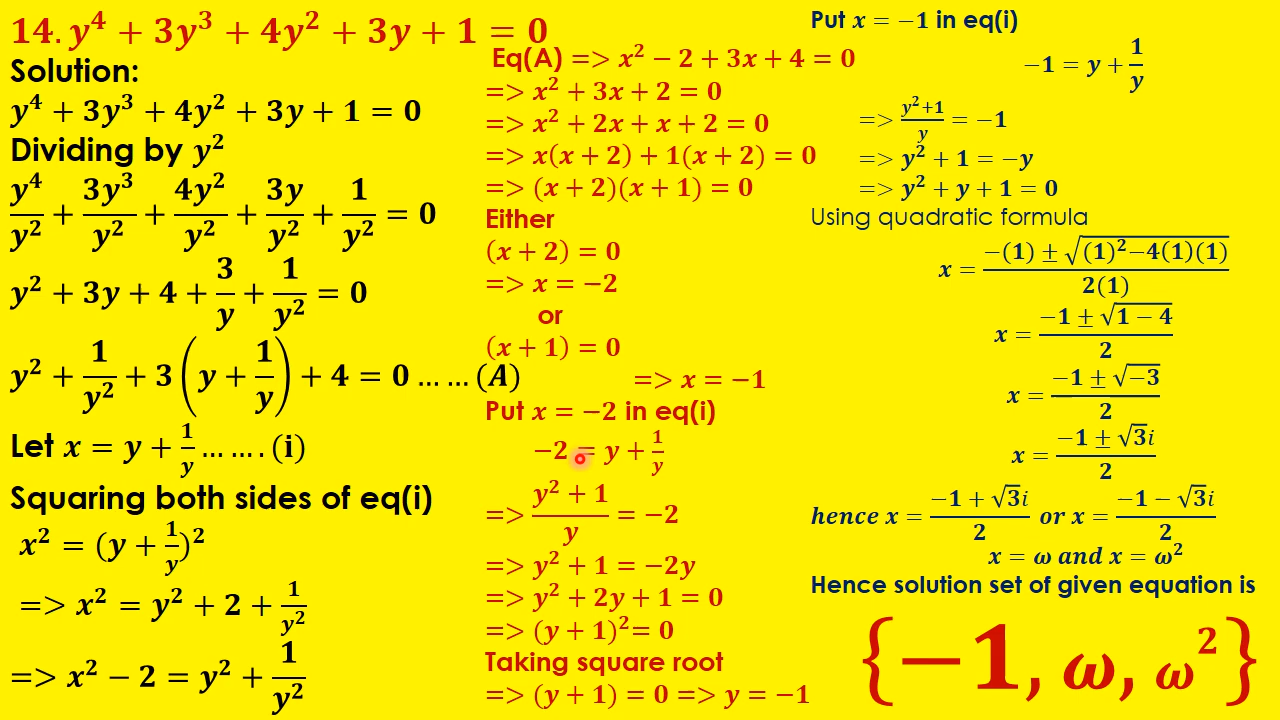 14. y⁴ + 3y³ + 4y² + 3y + 1 = 0
Solution:
y⁴ + 3y³ + 4y² + 3y + 1 = 0
Dividing by y²
y⁴/y² + 3y³/y² + 4y²/y² + 3y/y² + 1/y² = 0
y² + 3y + 4 + 3/y + 1/y² = 0
y² + 1/y² + 3(y + 1/y) + 4 = 0 … … (A)
Let x = y + 1/y … … . (i)
Squaring both sides of eq(i)
x² = (y + 1/y)²
=> x² = y² + 2 + 1/y²
=> x² − 2 = y² + 1/y²
Eq(A) => x² − 2 + 3x + 4 = 0
=> x² + 3x + 2 = 0
=> x² + 2x + x + 2 = 0
=> x(x + 2) + 1(x + 2) = 0
=> (x + 2)(x + 1) = 0
Either
(x + 2) = 0
=> x = −2
or
(x + 1) = 0
=> x = −1
Put x = −2 in eq(i)
−2 = y + 1/y
=> (y² + 1)/y = −2
=> y² + 1 = −2y
=> y² + 2y + 1 = 0
=> (y + 1)² = 0
Taking square root
=> (y + 1) = 0 => y = −1
Put x = −1 in eq(i)
−1 = y + 1/y
=> (y²+1)/y = −1
=> y² + 1 = −y
=> y² + y + 1 = 0
Using quadratic formula
x = (−(1) ± √((1)²−4(1)(1)))/2(1)
x = (−1 ± √(1 − 4))/2
x = (−1 ± √(−3))/2
x = (−1 ± √3i)/2
hence x = (−1 + √3i)/2 or x = (−1 − √3i)/2
x = ω and x = ω²
Hence solution set of given equation is
{−1, ω, ω²}